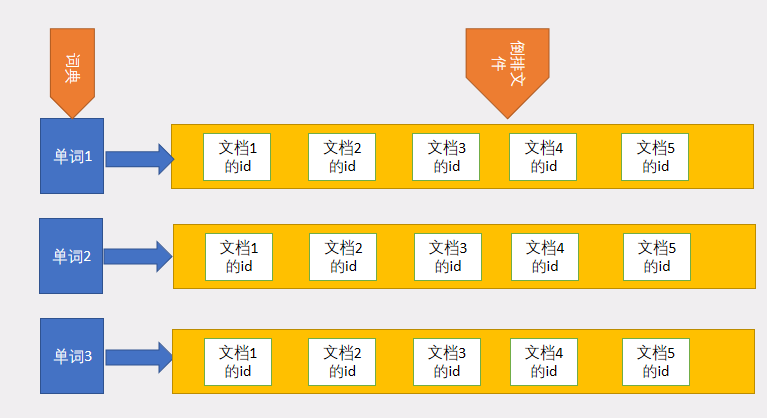 词典
倒排文
件
单词1
文档1
的id
文档2
的id
文档3
的id
文档4
的id
文档5
的id
单词2
文档1
的id
文档2
的id
文档3
的id
文档4
的id
文档5
的id
单词3
文档1
的id
文档2
的id
文档3
的id
文档4
的id
文档5
的id